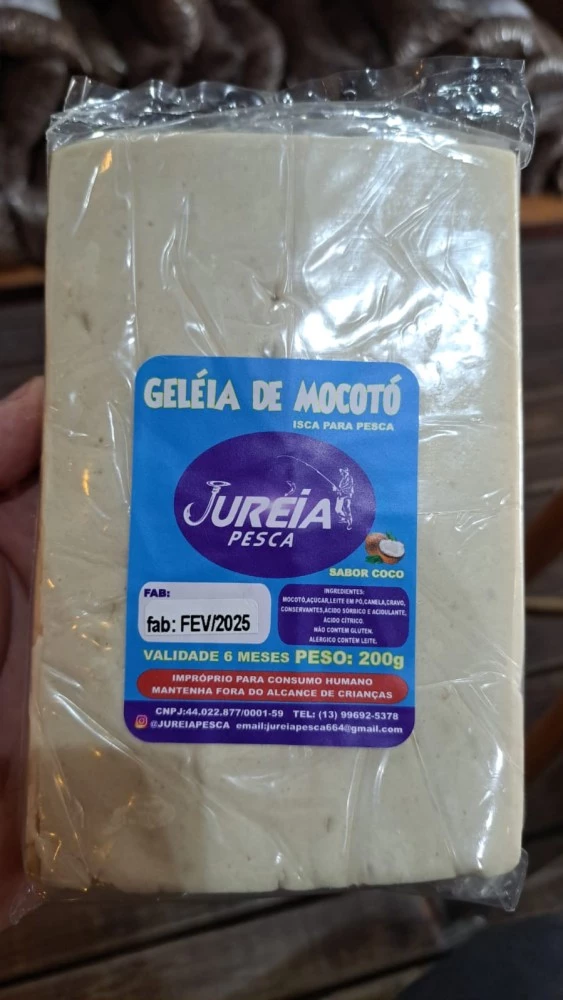 GELÉIA DE MOCOTÓ
ISCA PARA PESCA
JURÉIA
PESCA
SABOR COCO
FAB:
fab: FEV/2025
INGREDIENTES:
MOCOTÓ,AÇUCAR,LEITE EM PÓ,CANELA,CRAVO,
CONSERVANTES,ÁCIDO SÓRBICO E ACIDULANTE,
ÁCIDO CÍTRICO.
NÃO CONTEM GLUTEN.
ALERGICO CONTEM LEITE.
VALIDADE 6 MESES PESO: 200g
IMPRÓPRIO PARA CONSUMO HUMANO
MANTENHA FORA DO ALCANCE DE CRIANÇAS
CNPJ:44.022.877/0001-59 TEL: (13) 99692-5378
@JUREIAPESCA email:jureiapesca664@gmail.com